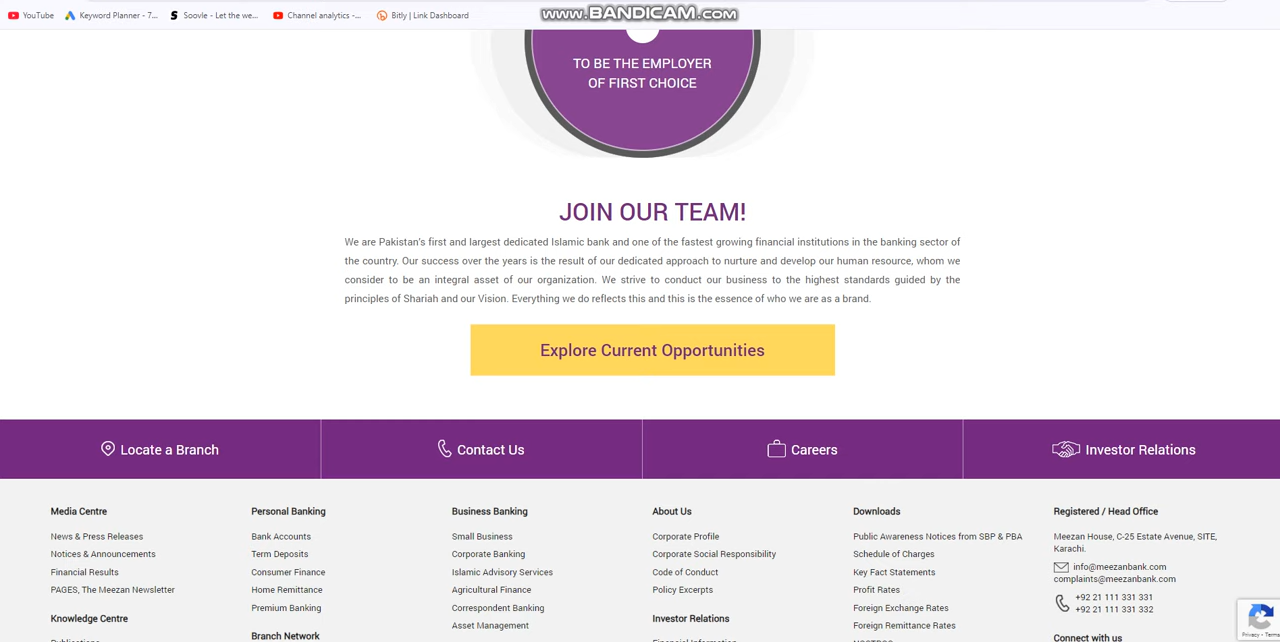 YouTube
Keyword Planner - 7...
Soovle - Let the we...
Channel analytics -...
Bitly | Link Dashboard
www.BANDICAM.com
TO BE THE EMPLOYER
OF FIRST CHOICE
JOIN OUR TEAM!
We are Pakistan's first and largest dedicated Islamic bank and one of the fastest growing financial institutions in the banking sector of
the country. Our success over the years is the result of our dedicated approach to nurture and develop our human resource, whom we
consider to be an integral asset of our organization. We strive to conduct our business to the highest standards guided by the
principles of Shariah and our Vision. Everything we do reflects this and this is the essence of who we are as a brand.
Explore Current Opportunities
Locate a Branch
Contact Us
Careers
Investor Relations
Media Centre
News & Press Releases
Notices & Announcements
Financial Results
PAGES, The Meezan Newsletter
Knowledge Centre
Publications
Personal Banking
Bank Accounts
Term Deposits
Consumer Finance
Home Remittance
Premium Banking
Branch Network
Business Banking
Small Business
Corporate Banking
Islamic Advisory Services
Agricultural Finance
Correspondent Banking
Asset Management
About Us
Corporate Profile
Corporate Social Responsibility
Code of Conduct
Policy Excerpts
Investor Relations
Financial Information
Downloads
Public Awareness Notices from SBP & PBA
Schedule of Charges
Key Fact Statements
Profit Rates
Foreign Exchange Rates
Foreign Remittance Rates
NOSTROS
Registered / Head Office
Meezan House, C-25 Estate Avenue, SITE,
Karachi.
info@meezanbank.com
complaints@meezanbank.com
+92 21 111 331 331
+92 21 111 331 332
Connect with us
Privacy - Terms